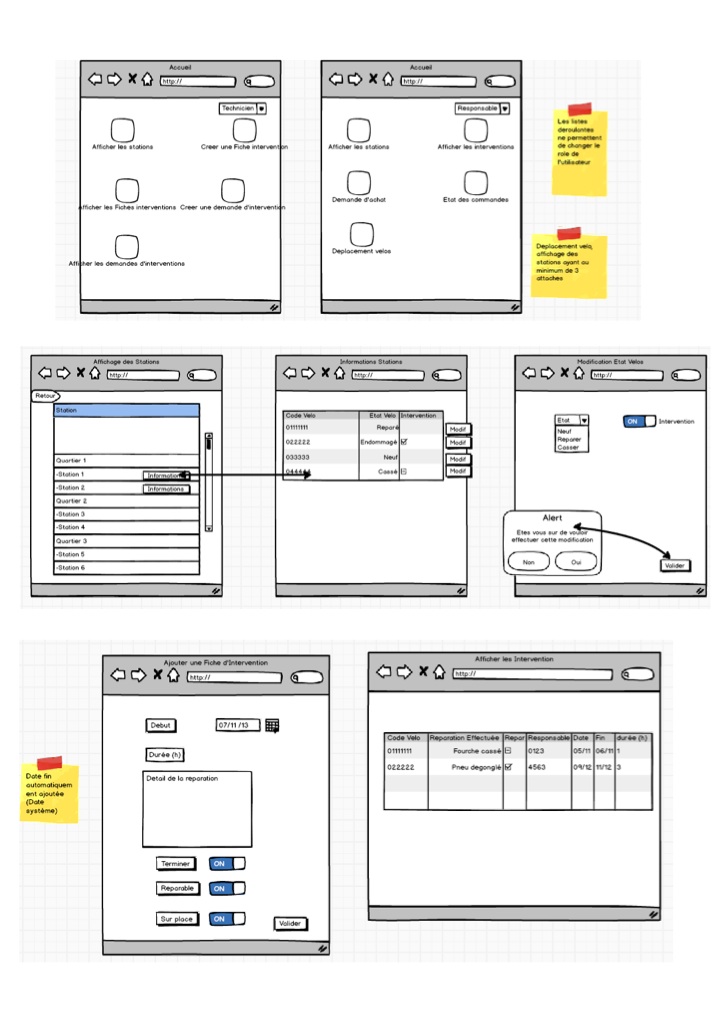 Accueil
http://
Technicien
Afficher les stations
Creer une Fiche intervention
Afficher les Fiches interventions
Creer une demande d'intervention
Afficher les demandes d'interventions
Accueil
http://
Responsable
Afficher les stations
Afficher les interventions
Demande d'achat
Etat des commandes
Deplacement velos
Les listes
deroulantes
ne permettent
de changer le
role de
l'utilisateur
Deplacement velo,
affichage des
stations ayant au
minimum de 3
attaches
Affichage des Stations
http://
Retour
Station
Quartier 1
-Station 1
Informations
-Station 2
Informations
Quartier 2
-Station 3
-Station 4
Quartier 3
-Station 5
-Station 6
Informations Stations
http://
Code Velo Etat Velo Intervention
01111111 Reparé Modif
022222 Endommagé Modif
033333 Neuf Modif
044444 Cassé Modif
Modification Etat Velos
http://
Etat
Neuf
Reparer
Casser
ON Intervention
Alert
Etes vous sur de vouloir
effectuer cette modification
Non Oui
Valider
Ajouter une Fiche d'Intervention
http://
Debut 07/11 /13
Durée (h)
Detail de la reparation
Terminer ON
Reparable ON
Sur place ON
Valider
Date fin
automatiquem
ent ajoutée
(Date
système)
Afficher les Intervention
http://
Code Velo Reparation Effectuée Repar Responsable Date Fin durée (h)
01111111 Fourche cassé 0123 05/11 06/11 1
022222 Pneu degonglé 4563 09/12 11/12 3